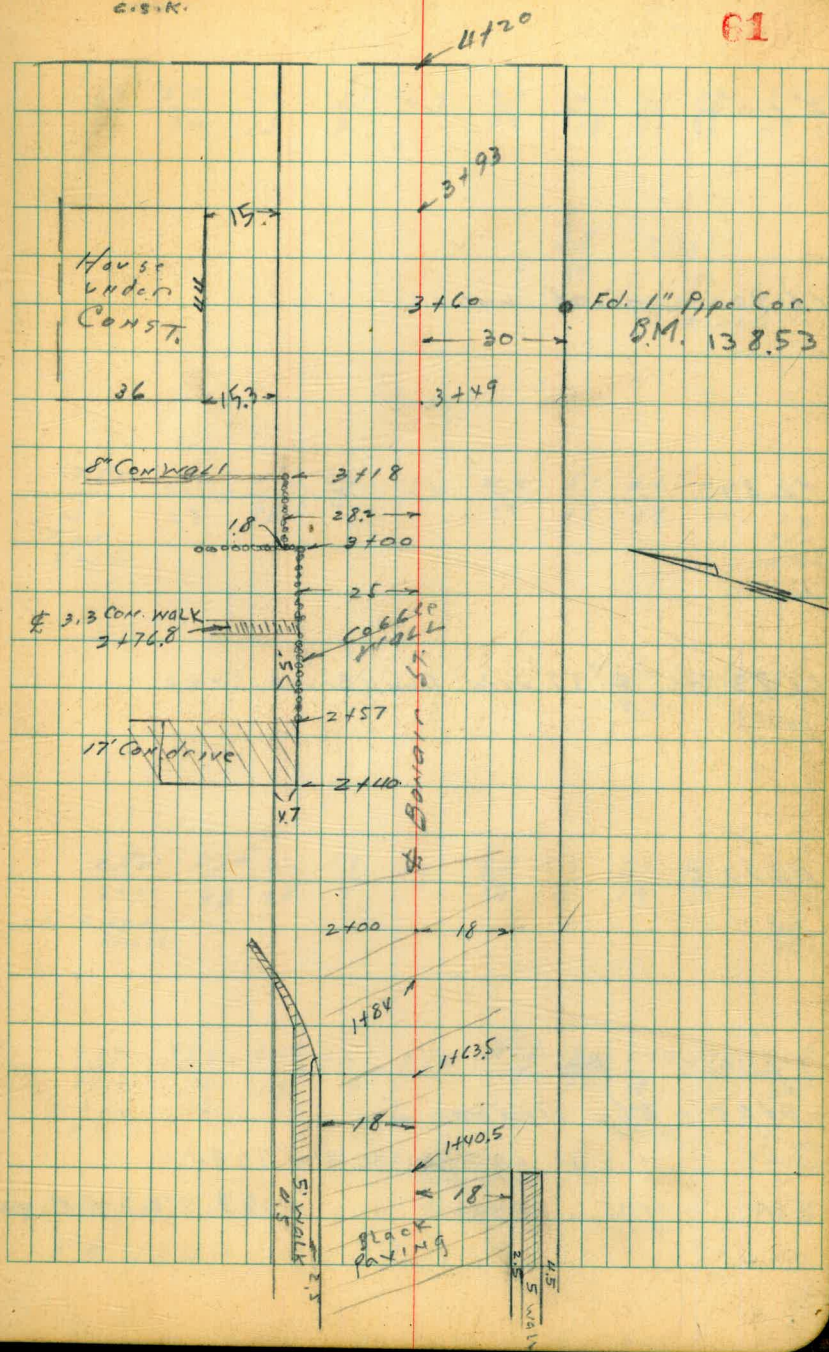 C.S.K.
61
4+20
3+93
15.
House
under
CONST.
44
3+60
Fd. 1" Pipe Cor.
B.M. 138.53
30
36
15.3
3+49
8" Con Wall
3+18
28.2
1.8
3+00
25
℄ 3.3 CON. WALK
2+76.8
Cobble
Wall
.5
2+57
17' Con. drive
2+40
4.7
℄ Bonair St.
2+00
18
1+84
1+63.5
18
1+40.5
18
5' WALK
4.5
2.5
Black
Paving
2.5
5' Walk
4.5